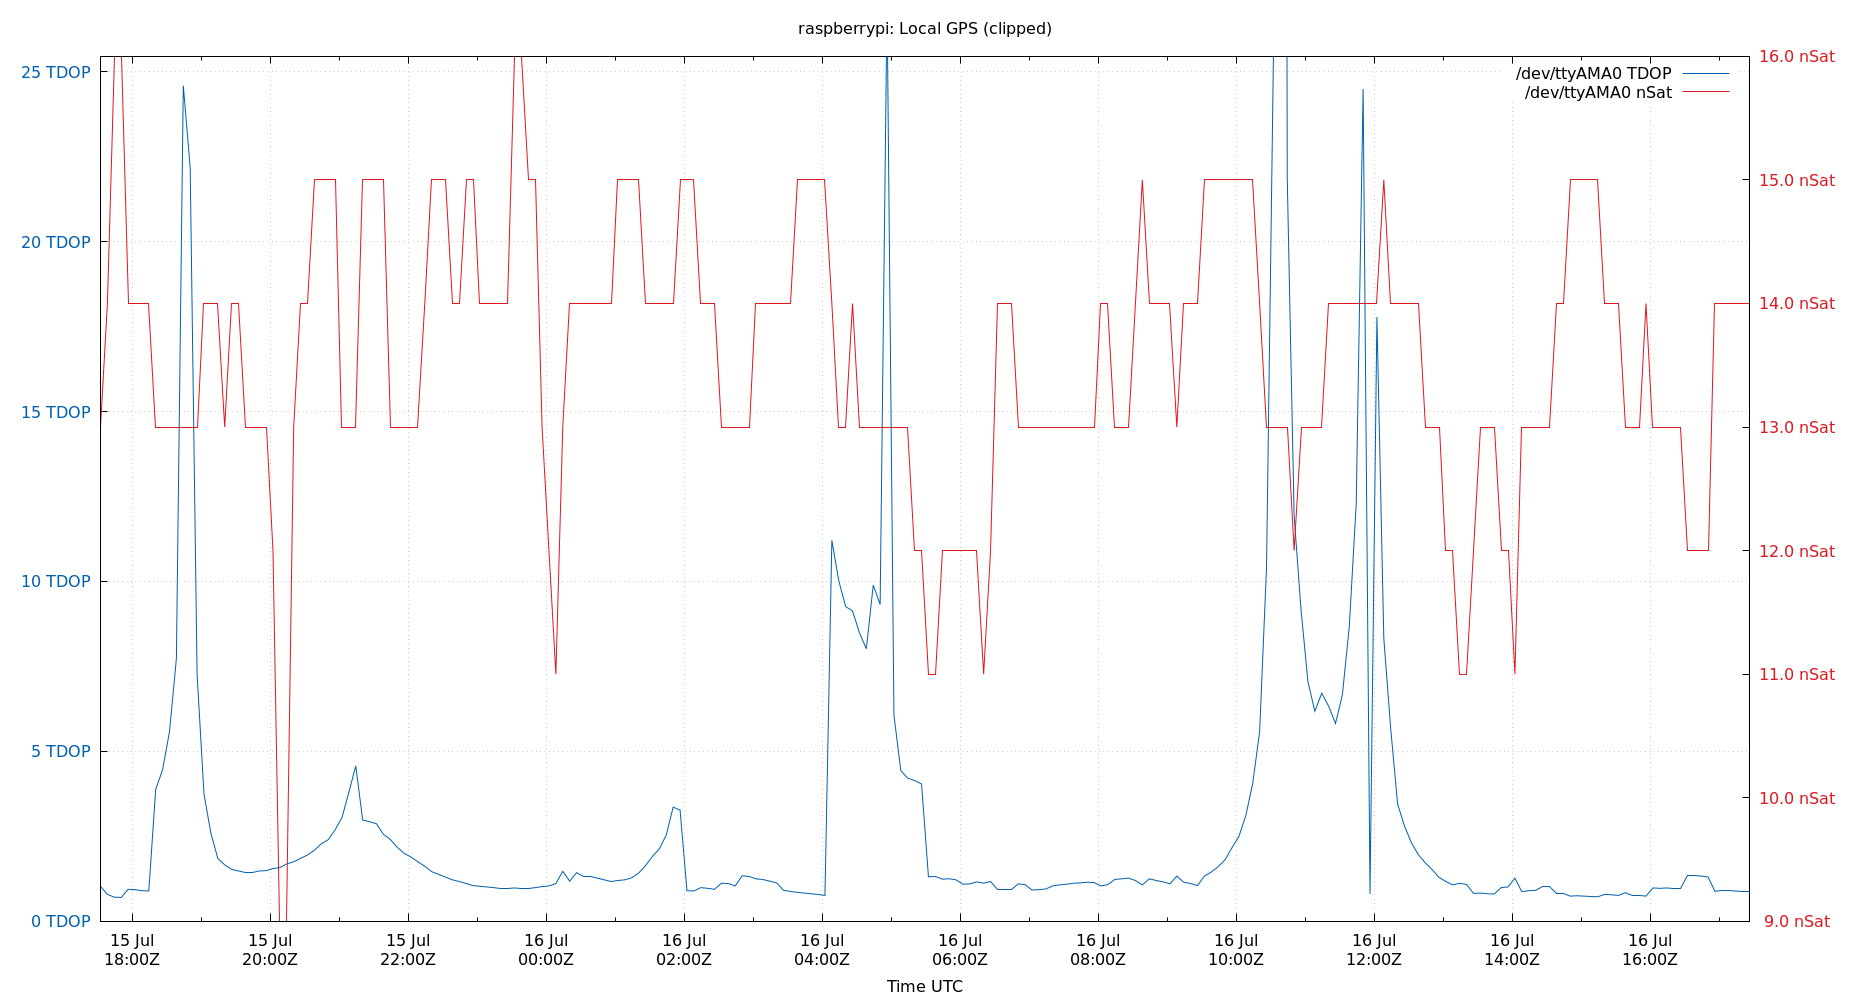 raspberrypi: Local GPS (clipped)
/dev/ttyAMA0 TDOP
/dev/ttyAMA0 nSat
25 TDOP
20 TDOP
15 TDOP
10 TDOP
5 TDOP
0 TDOP
16.0 nSat
15.0 nSat
14.0 nSat
13.0 nSat
12.0 nSat
11.0 nSat
10.0 nSat
9.0 nSat
15 Jul 18:00Z
15 Jul 20:00Z
15 Jul 22:00Z
16 Jul 00:00Z
16 Jul 02:00Z
16 Jul 04:00Z
16 Jul 06:00Z
16 Jul 08:00Z
16 Jul 10:00Z
16 Jul 12:00Z
16 Jul 14:00Z
16 Jul 16:00Z
Time UTC